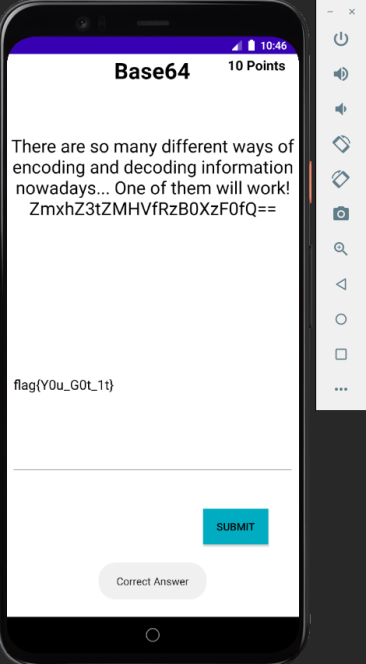 10:46
Base64
10 Points
There are so many different ways of
encoding and decoding information
nowadays... One of them will work!
ZmxhZ3tZMHVfRzB0XzF0fQ==
flag{Y0u_G0t_1t}
SUBMIT
Correct Answer